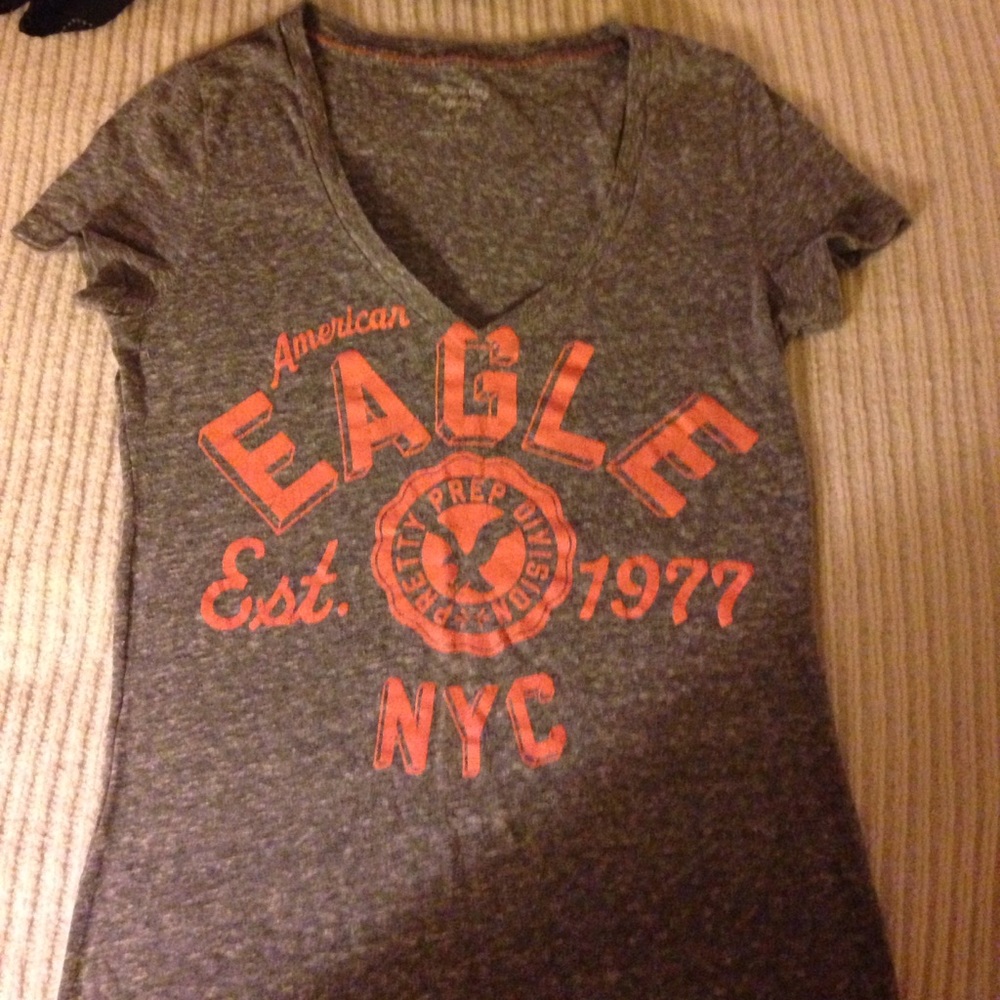 American
EAGLE
PRETTY PREP DIVISION
Est. 1977
NYC